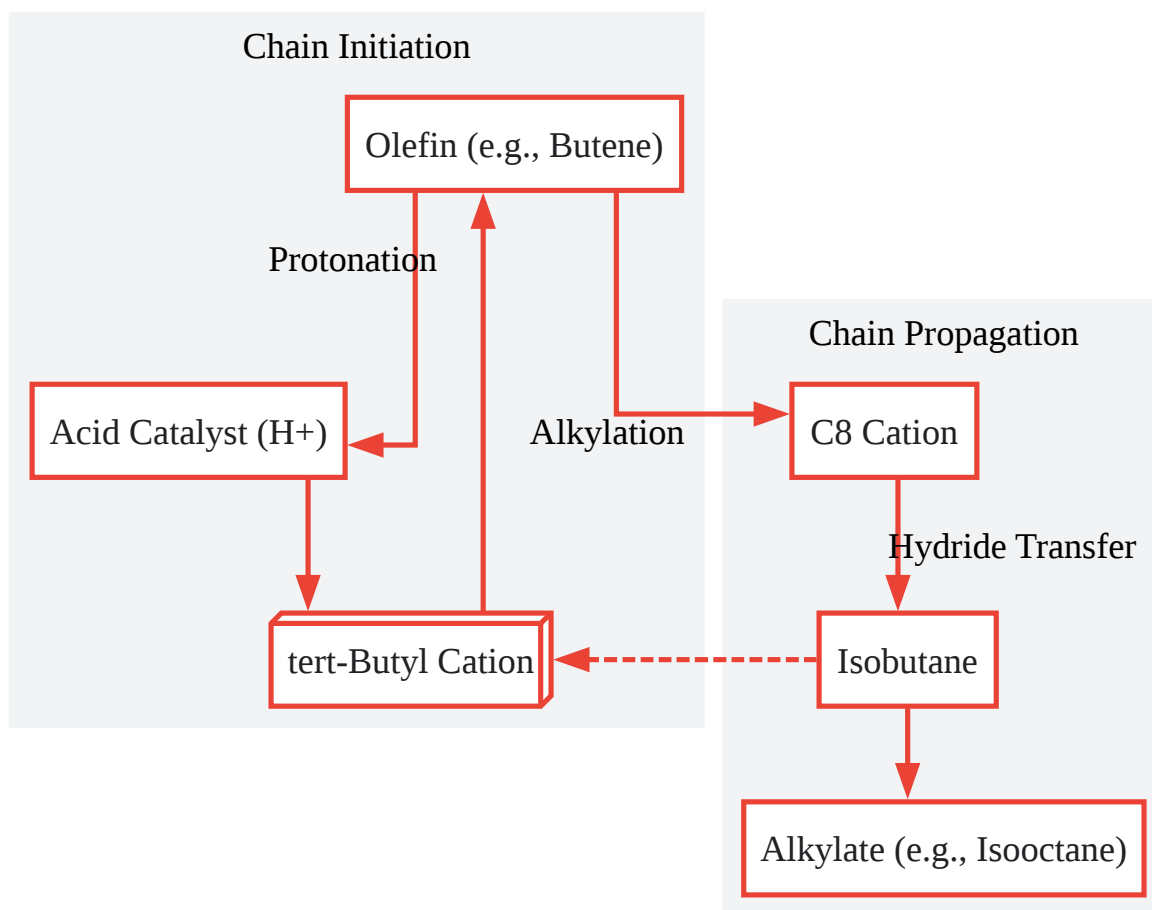 Chain Initiation
Olefin (e.g., Butene)
Protonation
Chain Propagation
Acid Catalyst (H+)
Alkylation
C8 Cation
Hydride Transfer
tert-Butyl Cation
Isobutane
Alkylate (e.g., Isooctane)